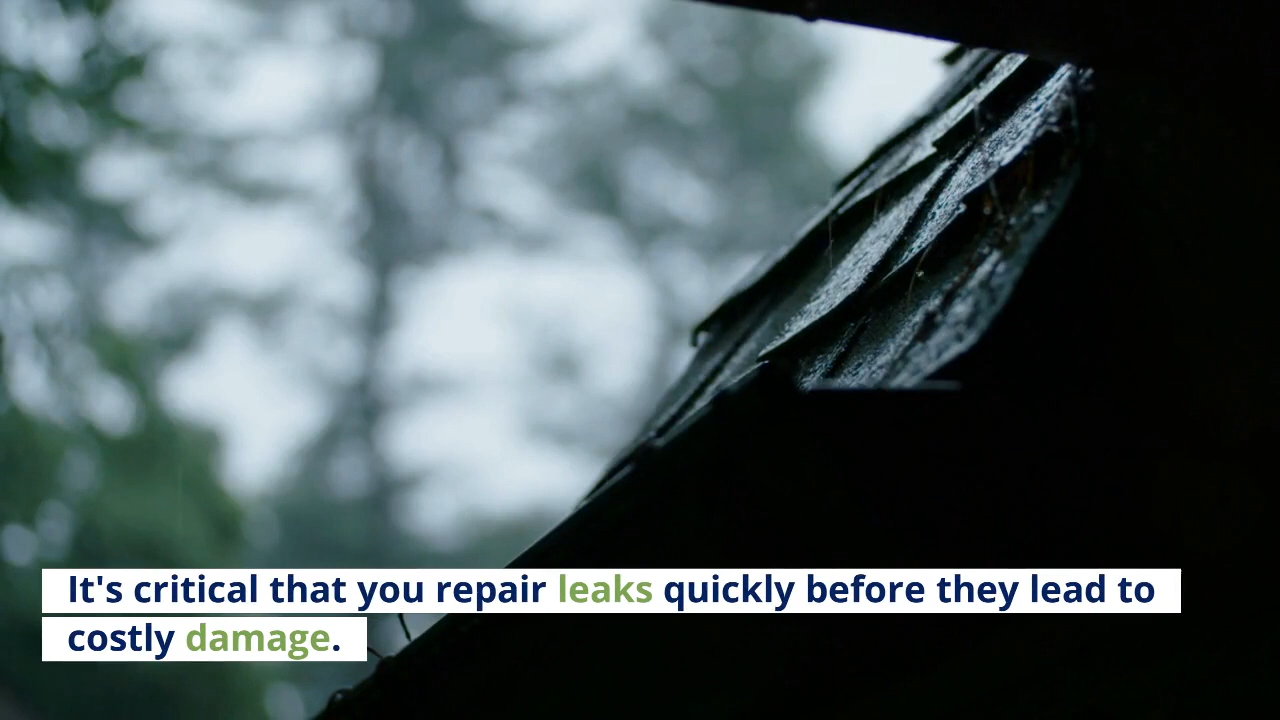 It's critical that you repair leaks quickly before they lead to
costly damage.